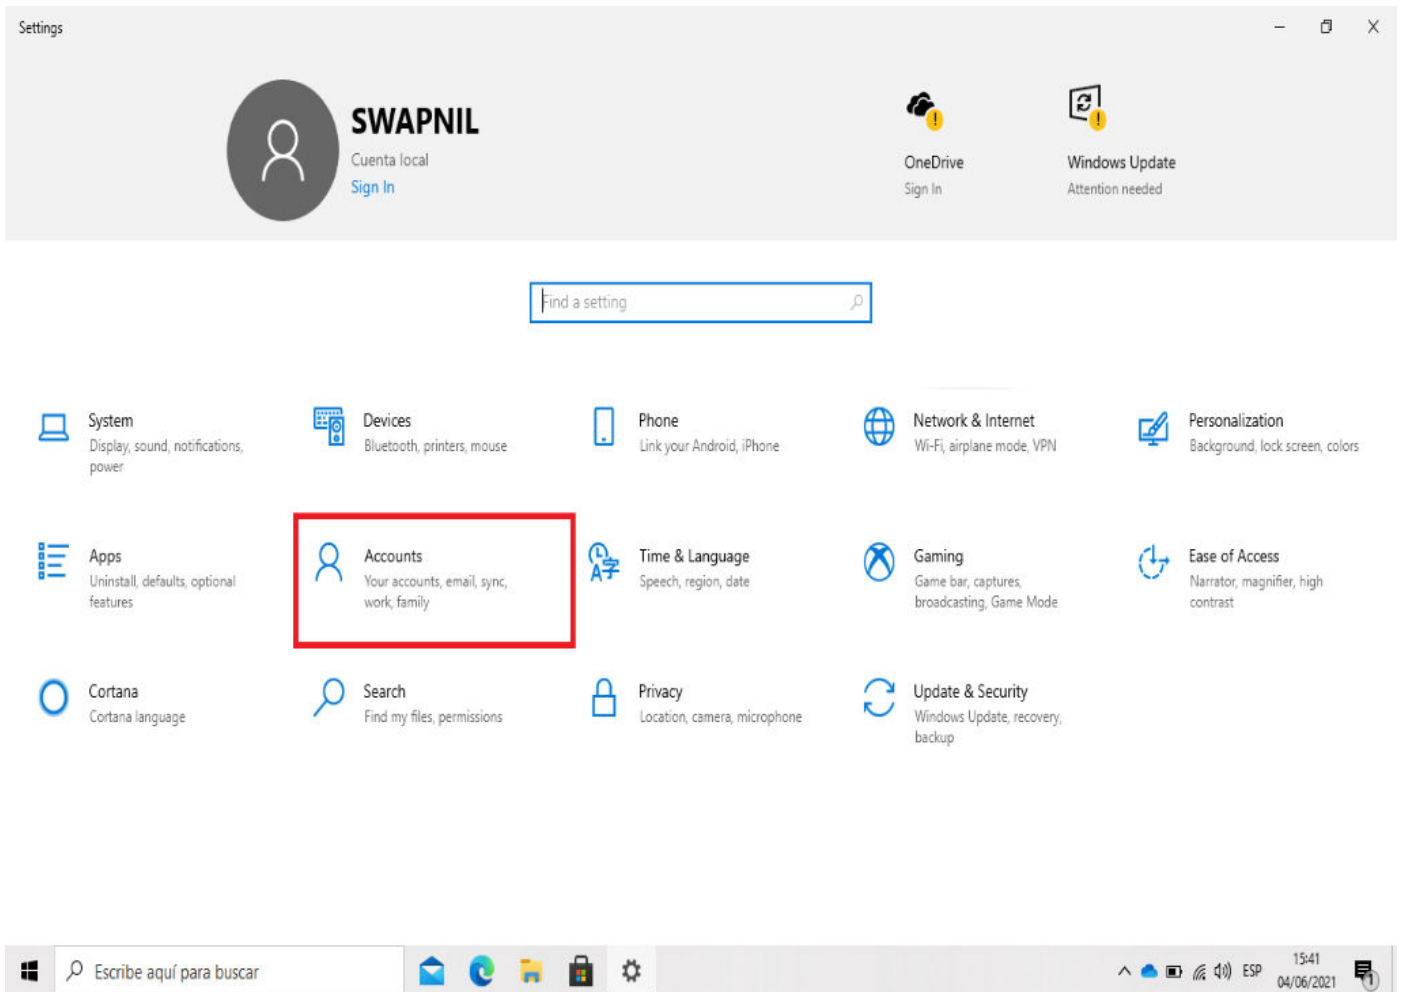 Settings
SWAPNIL
Cuenta local
Sign In
OneDrive
Sign In
Windows Update
Attention needed
Find a setting
System
Display, sound, notifications,
power
Devices
Bluetooth, printers, mouse
Phone
Link your Android, iPhone
Network & Internet
Wi-Fi, airplane mode, VPN
Personalization
Background, lock screen, colors
Apps
Uninstall, defaults, optional
features
Accounts
Your accounts, email, sync,
work, family
Time & Language
Speech, region, date
Gaming
Game bar, captures,
broadcasting, Game Mode
Ease of Access
Narrator, magnifier, high
contrast
Cortana
Cortana language
Search
Find my files, permissions
Privacy
Location, camera, microphone
Update & Security
Windows Update, recovery,
backup
Escribe aquí para buscar
ESP
15:41
04/06/2021
1